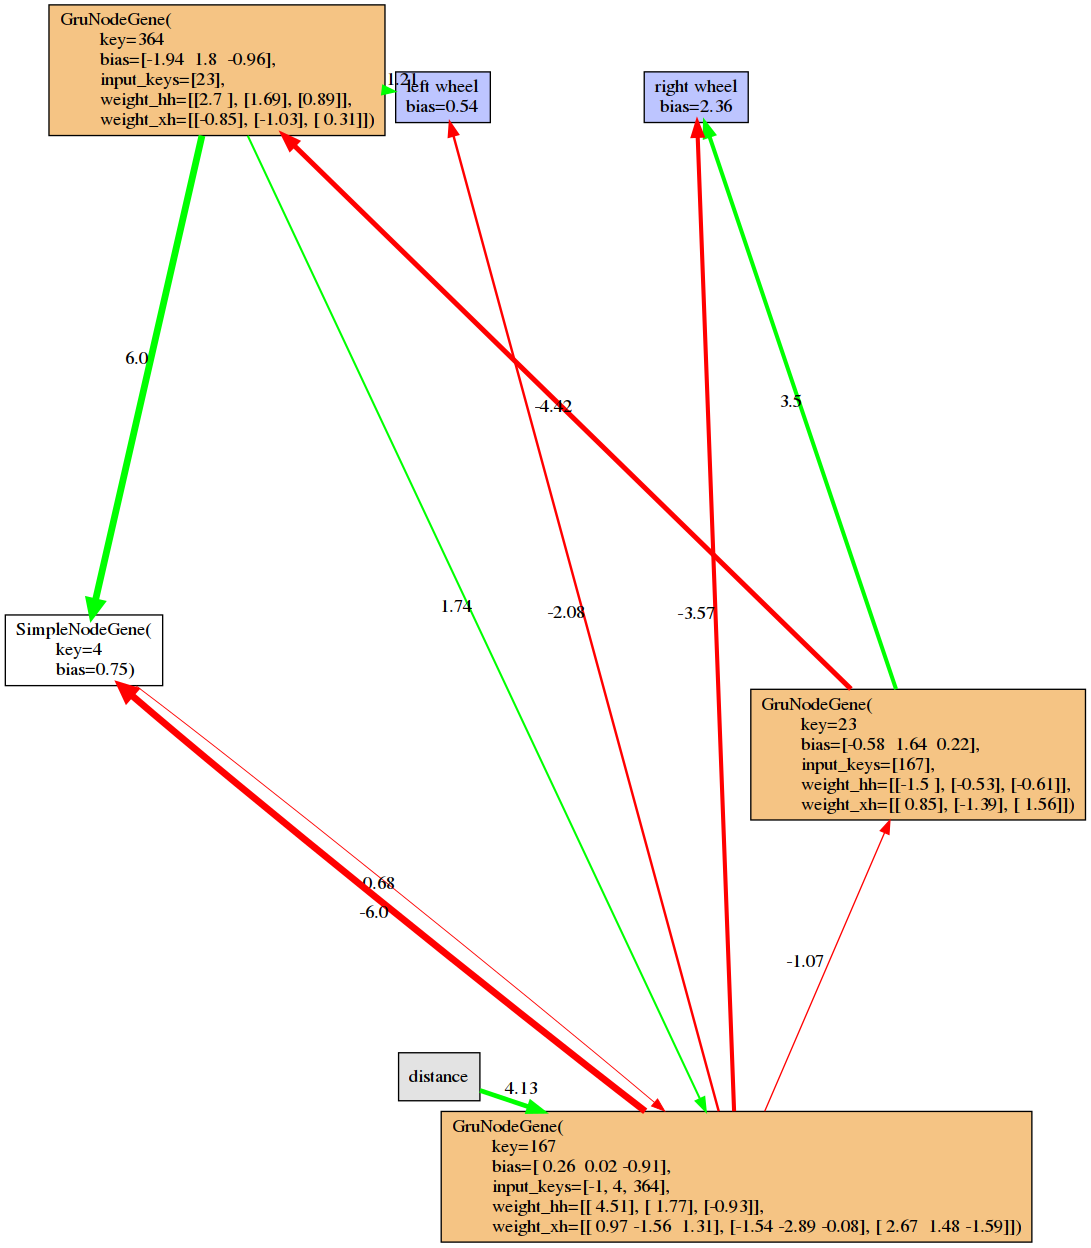 GruNodeGene(
key=364
bias=[-1.94 1.8 -0.96],
input_keys=[23],
weight_hh=[[2.7 ], [1.69], [0.89]],
weight_xh=[[-0.85], [-1.03], [ 0.31]])
1.21
left wheel
bias=0.54
right wheel
bias=2.36
6.0
-4.42
3.5
1.74
-2.08
-3.57
SimpleNodeGene(
key=4
bias=0.75)
GruNodeGene(
key=23
bias=[-0.58 1.64 0.22],
input_keys=[167],
weight_hh=[[-1.5 ], [-0.53], [-0.61]],
weight_xh=[[ 0.85], [-1.39], [ 1.56]])
-0.68
-6.0
-1.07
distance
4.13
GruNodeGene(
key=167
bias=[ 0.26 0.02 -0.91],
input_keys=[-1, 4, 364],
weight_hh=[[ 4.51], [ 1.77], [-0.93]],
weight_xh=[[ 0.97 -1.56 1.31], [-1.54 -2.89 -0.08], [ 2.67 1.48 -1.59]])